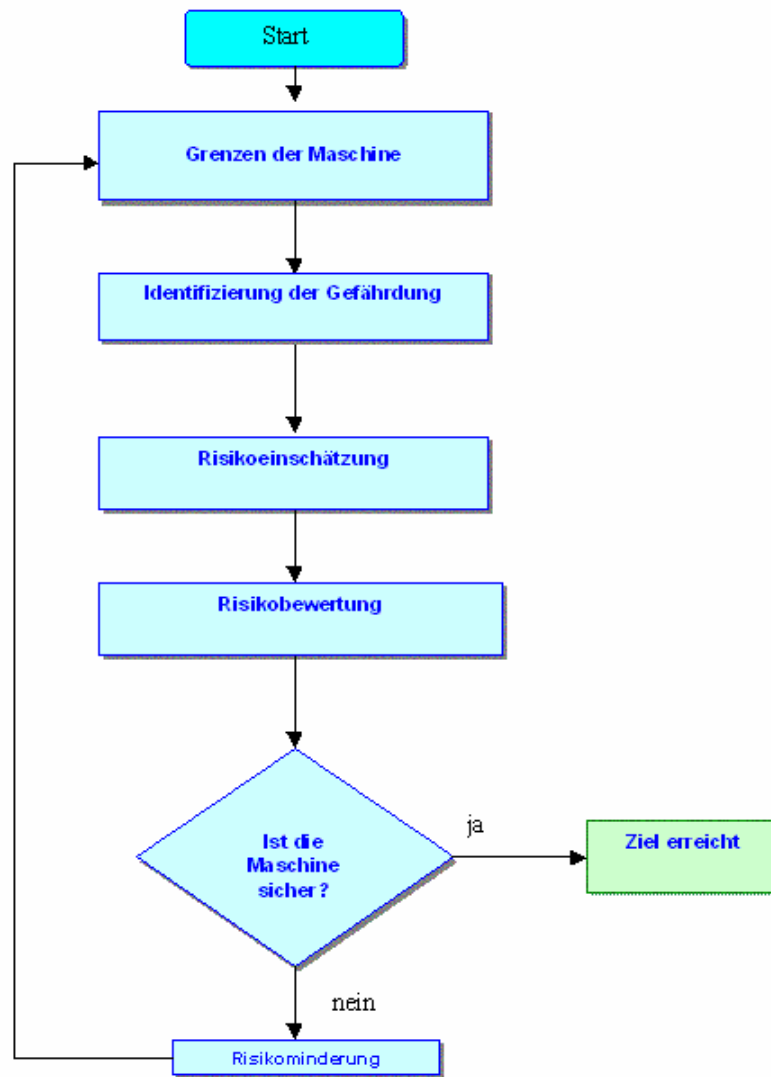 Start
Grenzen der Maschine
Identifizierung der Gefährdung
Risikoeinschätzung
Risikobewertung
Ist die
Maschine
sicher?
ja
Ziel erreicht
nein
Risikominderung